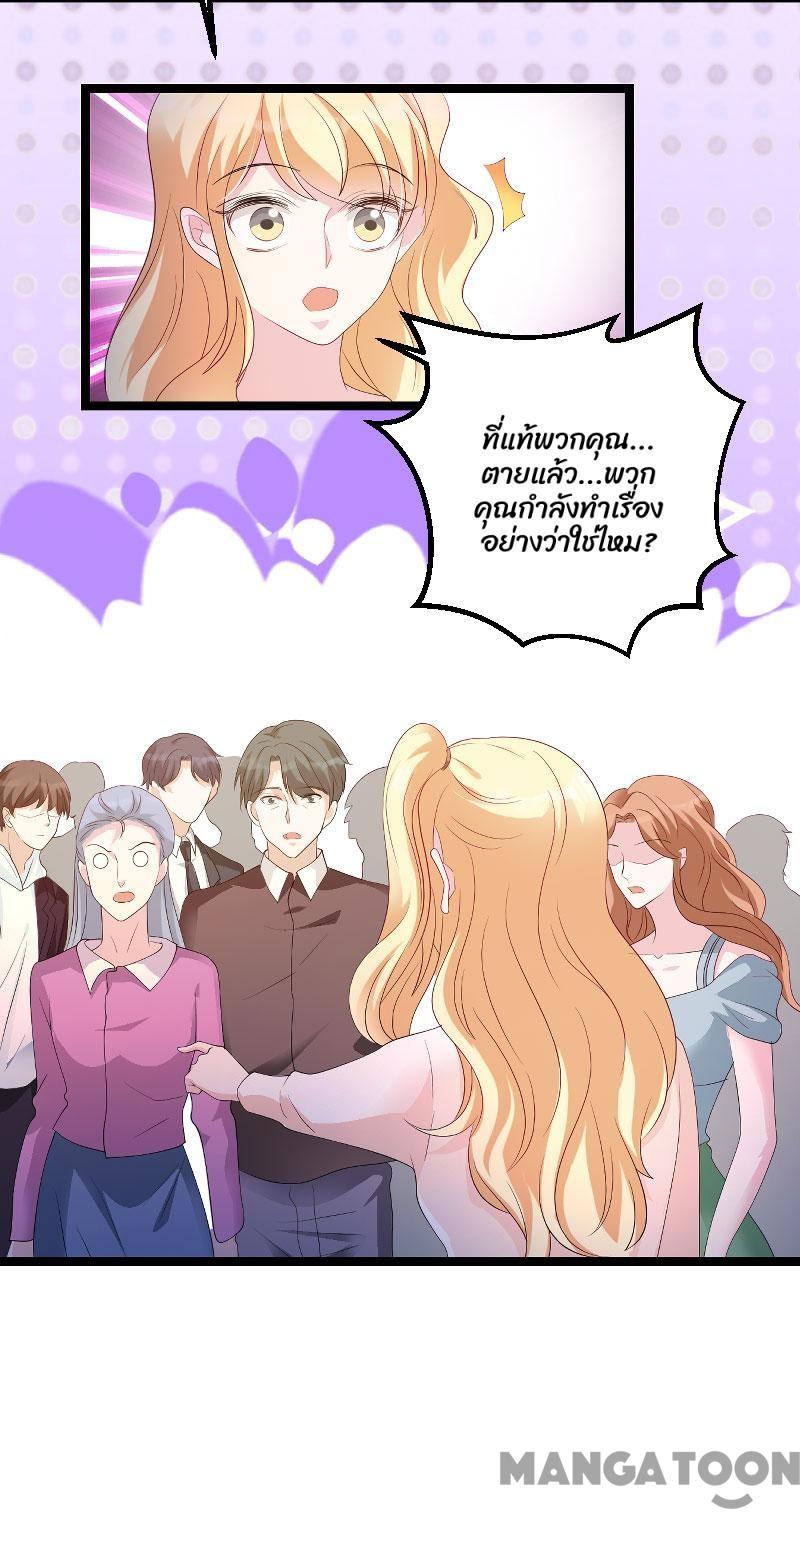 ที่แท้พวกคุณ...
ตายแล้ว...พวก
คุณกำลังทำเรื่อง
อย่างว่าใช่ไหม?
MANGATOON